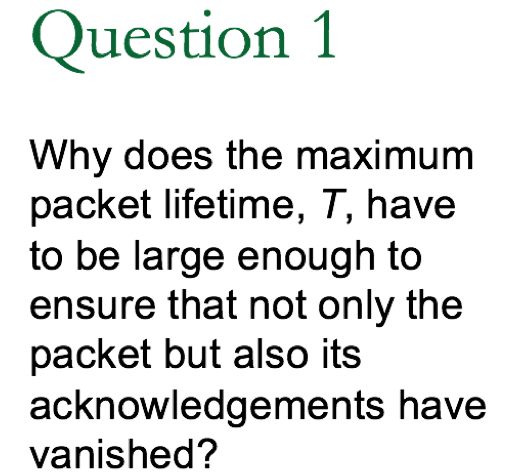 Question 1
Why does the maximum
packet lifetime, T, have
to be large enough to
ensure that not only the
packet but also its
acknowledgements have
vanished?